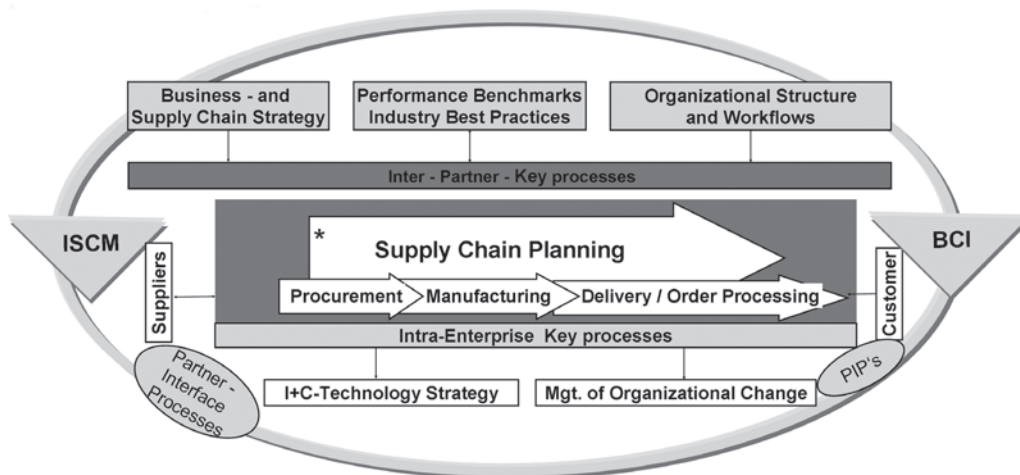 Business - and
Supply Chain Strategy
Performance Benchmarks
Industry Best Practices
Organizational Structure
and Workflows
Inter - Partner - Key processes
ISCM
BCI
*
Supply Chain Planning
Suppliers
Customer
Procurement
Manufacturing
Delivery / Order Processing
Intra-Enterprise Key processes
Partner -
Interface
Processes
PIP's
I+C-Technology Strategy
Mgt. of Organizational Change